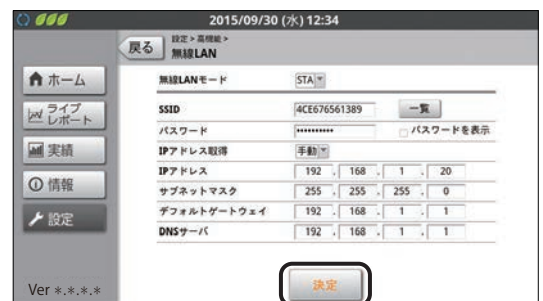 2015/09/30 (水) 12:34
戻る
設定 > 高機能 >
無線LAN
ホーム
ライブ
レポート
実績
情報
設定
Ver *.*.*.*
無線LANモード STA
SSID 4CE676561389 一覧
パスワード ********** パスワードを表示
IPアドレス取得 手動
IPアドレス 192 . 168 . 1 . 20
サブネットマスク 255 . 255 . 255 . 0
デフォルトゲートウェイ 192 . 168 . 1 . 1
DNSサーバ 192 . 168 . 1 . 1
決定